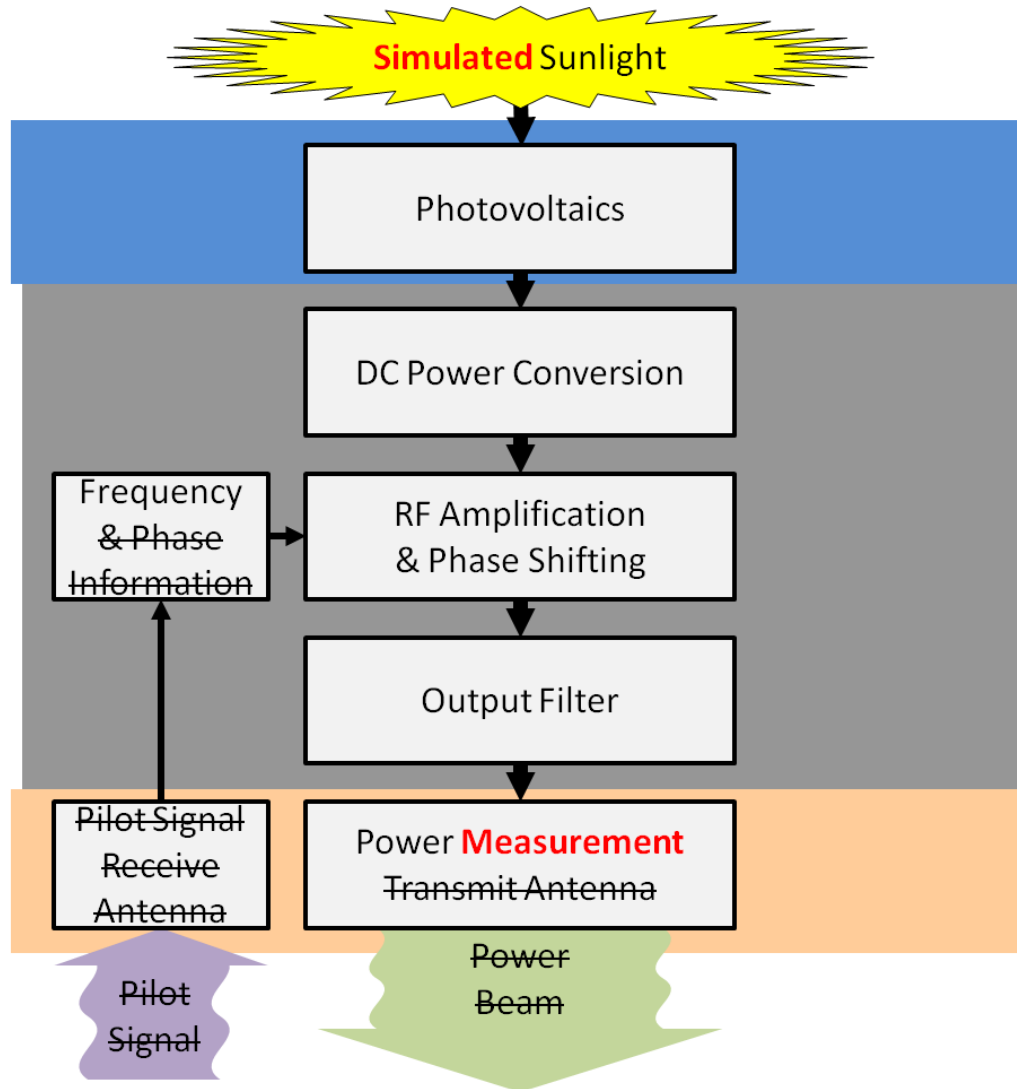 Simulated Sunlight
Photovoltaics
DC Power Conversion
Frequency
& Phase
Information
RF Amplification
& Phase Shifting
Output Filter
Pilot Signal
Receive
Antenna
Power Measurement
Transmit Antenna
Pilot
Signal
Power
Beam